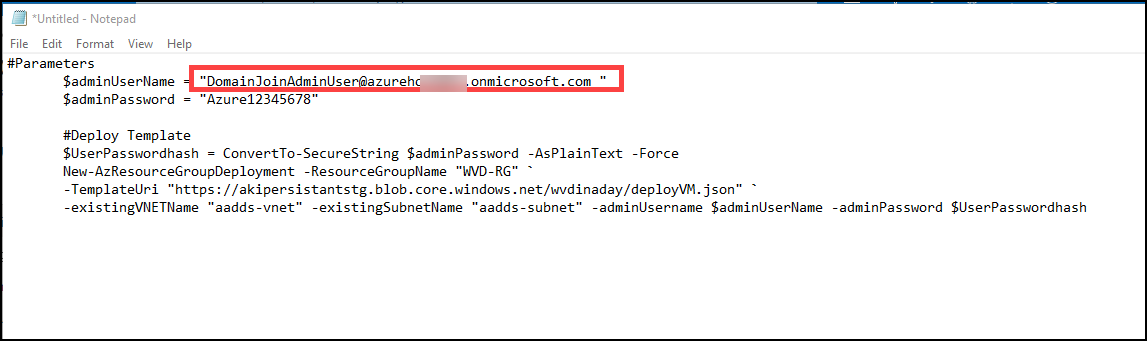 *Untitled - Notepad
File Edit Format View Help
#Parameters
$adminUserName = "DomainJoinAdminUser@azureho .onmicrosoft.com "
$adminPassword = "Azure12345678"
#Deploy Template
$UserPasswordhash = ConvertTo-SecureString $adminPassword -AsPlainText -Force
New-AzResourceGroupDeployment -ResourceGroupName "WVD-RG" `
-TemplateUri "https://akipersistantstg.blob.core.windows.net/wvdinaday/deployVM.json" `
-existingVNETName "aadds-vnet" -existingSubnetName "aadds-subnet" -adminUsername $adminUserName -adminPassword $UserPasswordhash